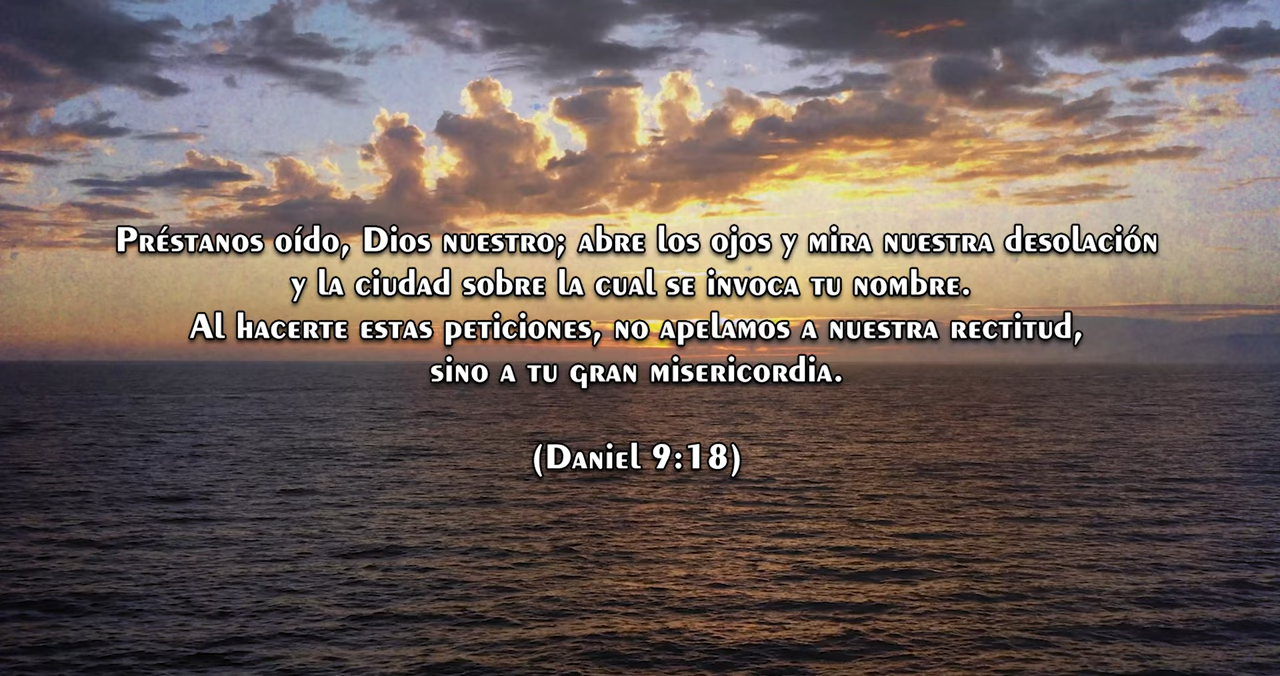 Préstanos oído, Dios nuestro; abre los ojos y mira nuestra desolación
y la ciudad sobre la cual se invoca tu nombre.
Al hacerte estas peticiones, no apelamos a nuestra rectitud,
sino a tu gran misericordia.
(Daniel 9:18)